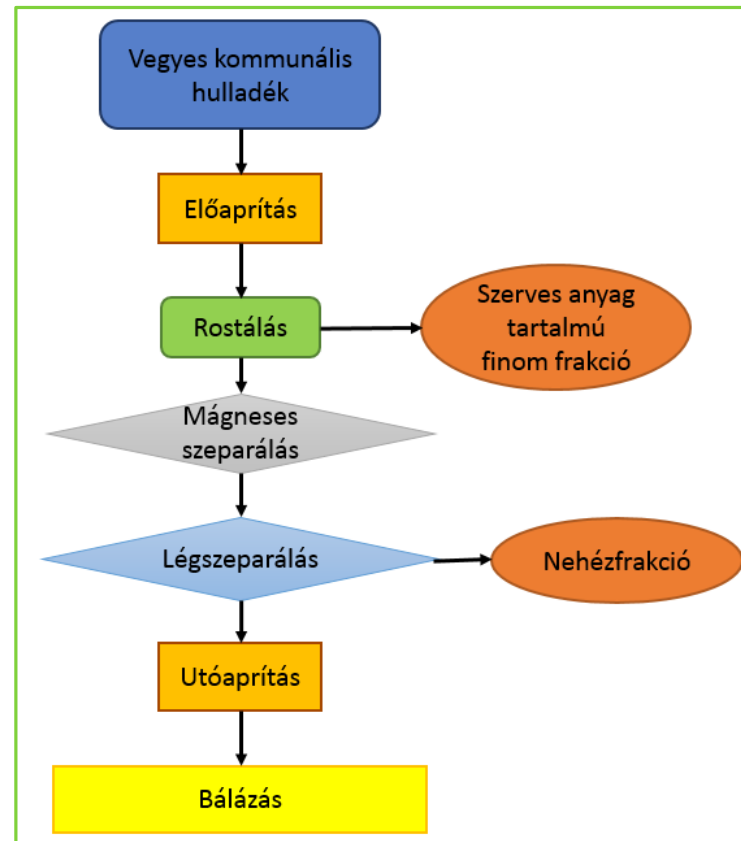 Vegyes kommunális
hulladék
Előaprítás
Rostálás
Szerves anyag
tartalmú
finom frakció
Mágneses
szeparálás
Légszeparálás
Nehézfrakció
Utóaprítás
Bálázás